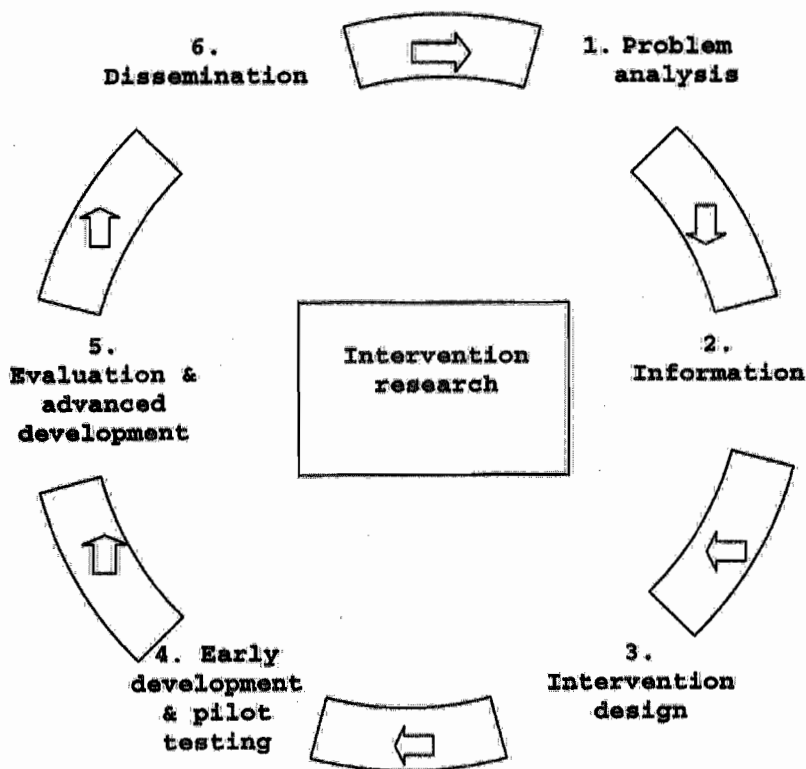 6.
Dissemination
1. Problem
analysis
2.
Information
3.
Intervention
design
4. Early
development
& pilot
testing
5.
Evaluation &
advanced
development
Intervention
research